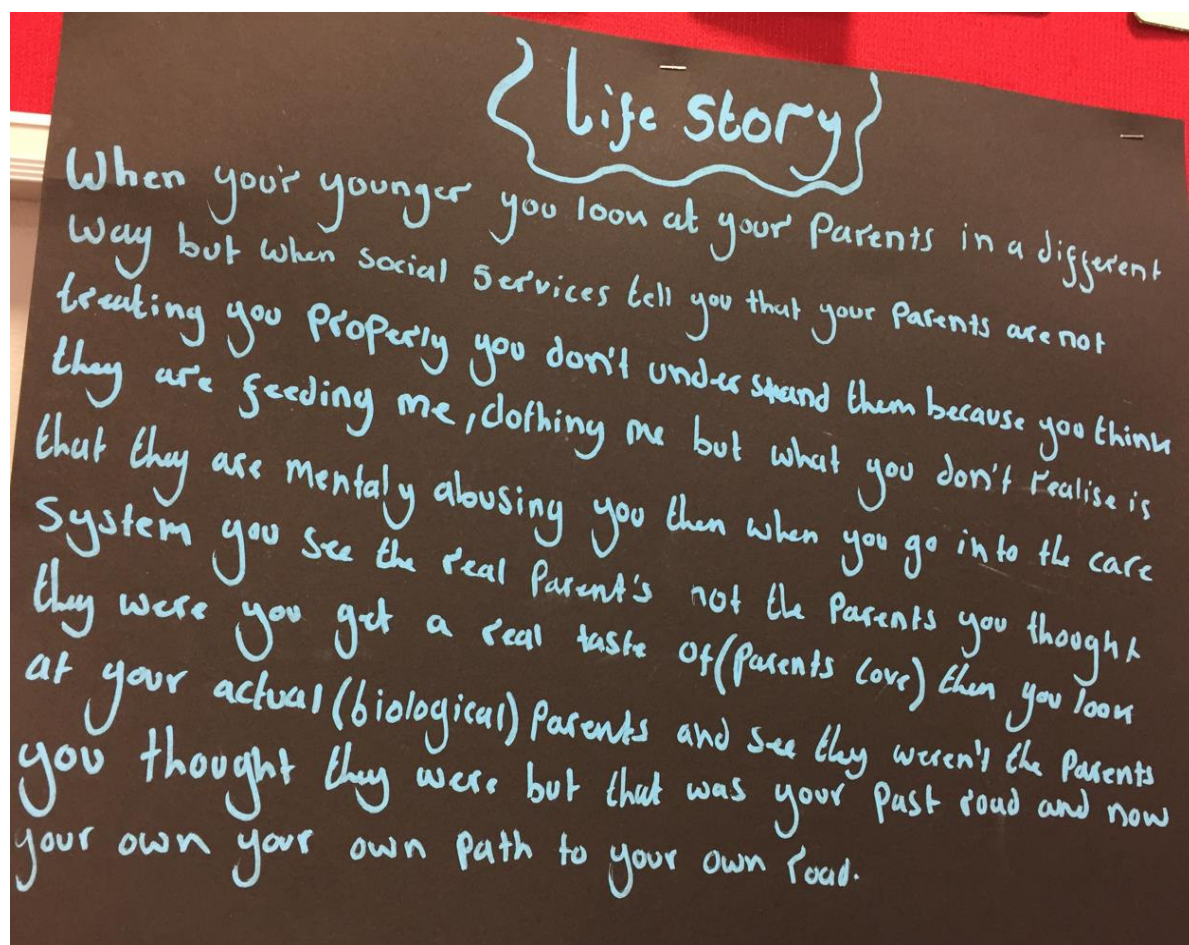 {Life Story}
When your younger you look at your Parents in a different
way but when social services tell you that your Parents are not
treating you Properly you don't understand them because you think
they are feeding me, clothing me but what you don't realise is
that they are mentaly abusing you then when you go into the care
System you see the real Parent's not the Parents you thought
they were you get a real taste of (Parents Love) then you look
at your actual (biological) Parents and see they weren't the Parents
you thought they were but that was your past road and now
your own your own path to your own road.